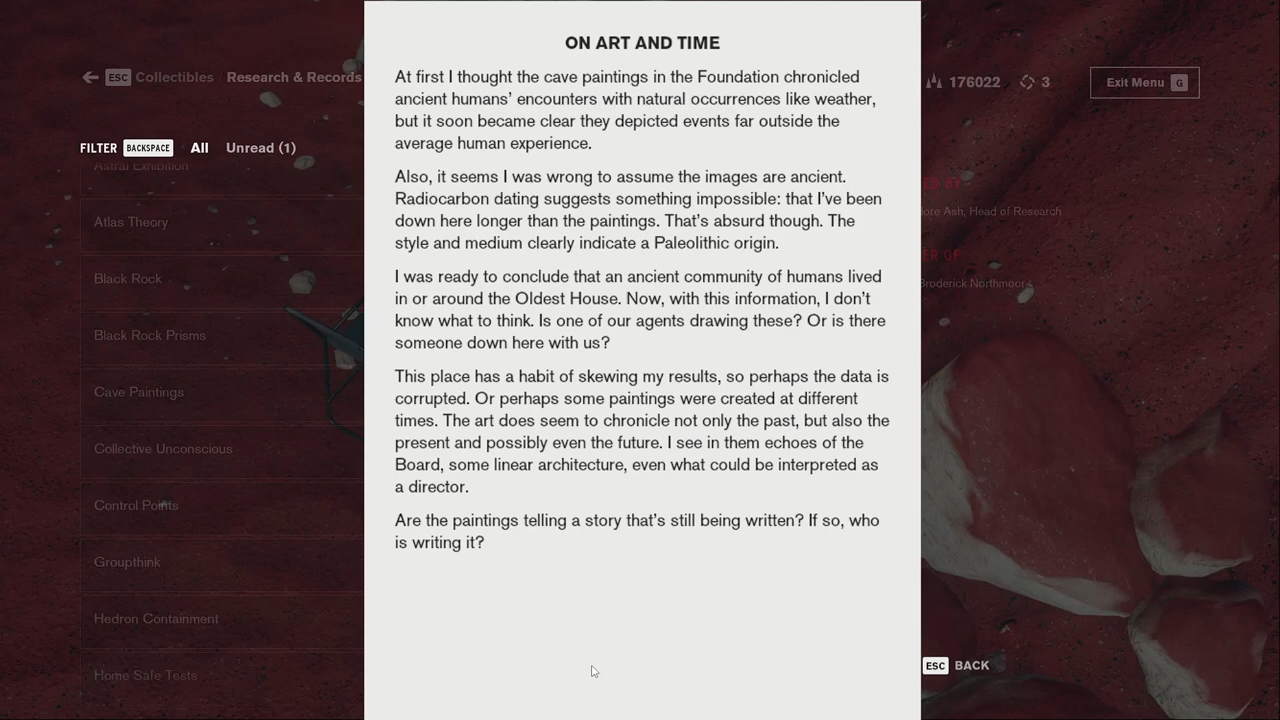 ON ART AND TIME
ESC Collectibles Research & Records
176022 3 Exit Menu G
FILTER BACKSPACE All Unread (1)
Astral Exhibition
Atlas Theory
Black Rock
Black Rock Prisms
Cave Paintings
Collective Unconscious
Control Points
Groupthink
Hedron Containment
Home Safe Tests
At first I thought the cave paintings in the Foundation chronicled
ancient humans’ encounters with natural occurrences like weather,
but it soon became clear they depicted events far outside the
average human experience.
Also, it seems I was wrong to assume the images are ancient.
Radiocarbon dating suggests something impossible: that I’ve been
down here longer than the paintings. That’s absurd though. The
style and medium clearly indicate a Paleolithic origin.
I was ready to conclude that an ancient community of humans lived
in or around the Oldest House. Now, with this information, I don’t
know what to think. Is one of our agents drawing these? Or is there
someone down here with us?
This place has a habit of skewing my results, so perhaps the data is
corrupted. Or perhaps some paintings were created at different
times. The art does seem to chronicle not only the past, but also the
present and possibly even the future. I see in them echoes of the
Board, some linear architecture, even what could be interpreted as
a director.
Are the paintings telling a story that’s still being written? If so, who
is writing it?
ED BY
ore Ash, Head of Research
ER OF
Broderick Northmoor
ESC BACK